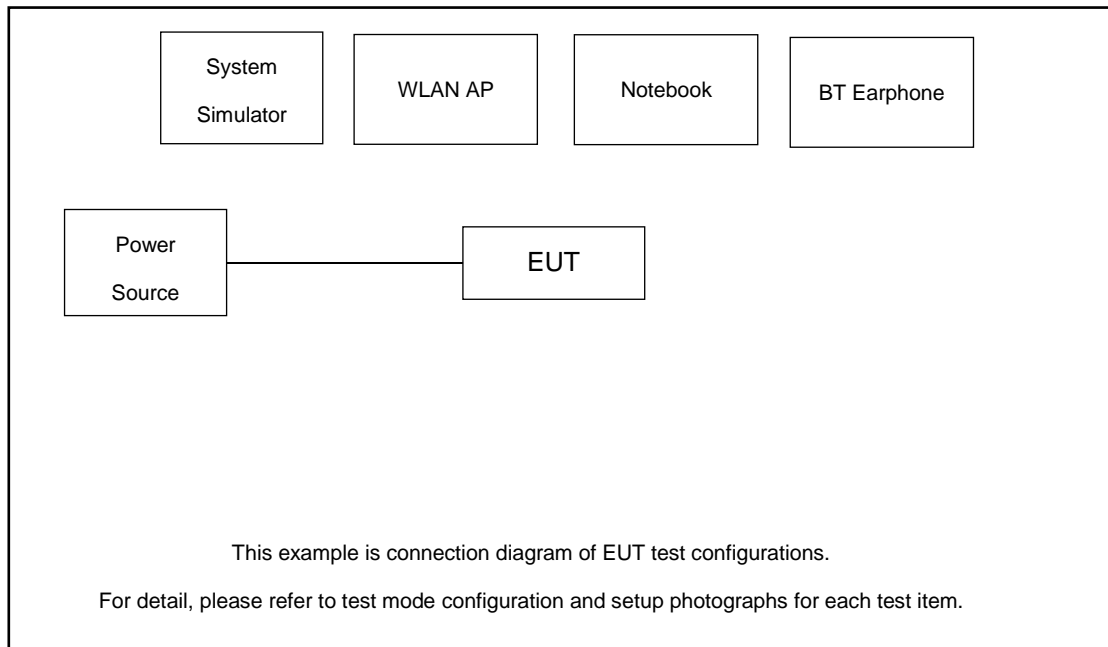 System
Simulator
WLAN AP
Notebook
BT Earphone
Power
Source
EUT
This example is connection diagram of EUT test configurations.
For detail, please refer to test mode configuration and setup photographs for each test item.